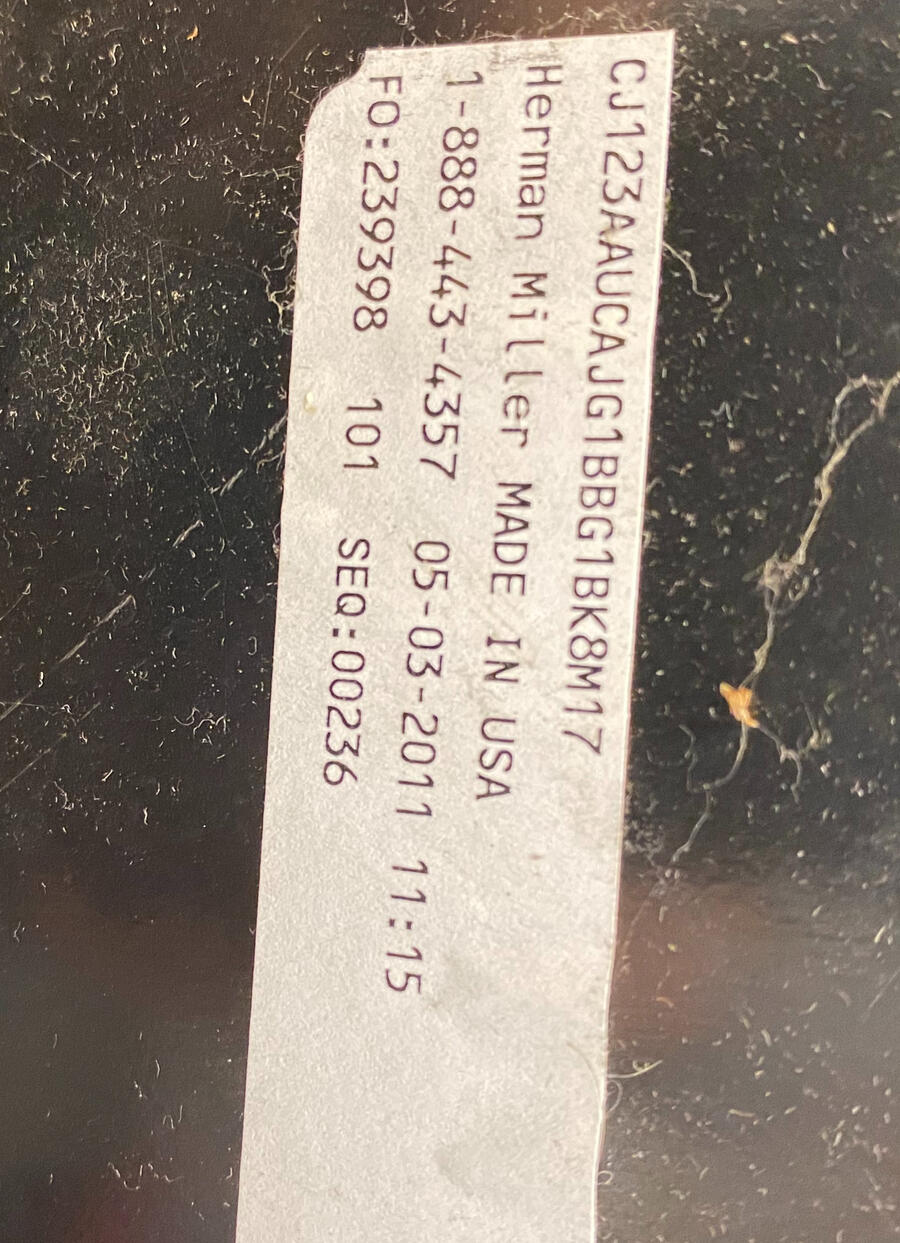 CJ123AAUCAJG1BBG1BK8M17
Herman Miller MADE IN USA
1-888-443-4357 05-03-2011 11:15
FO:239398 101 SEQ:00236